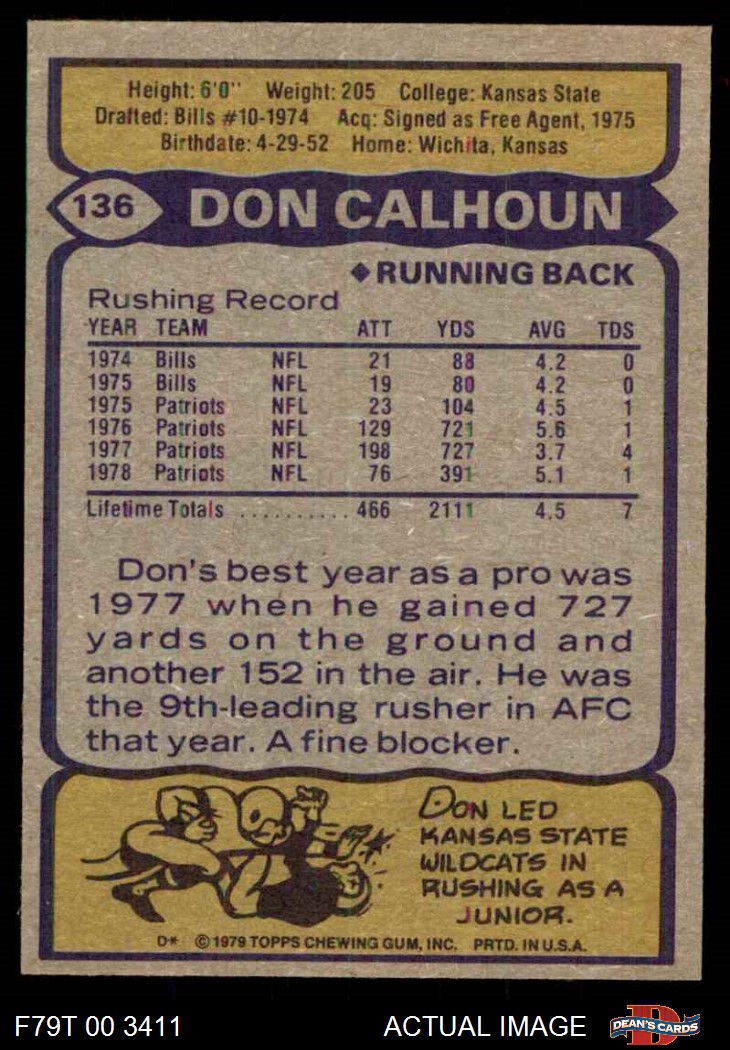 Height: 6'0" Weight: 205 College: Kansas State
Drafted: Bills #10-1974 Acq: Signed as Free Agent, 1975
Birthdate: 4-29-52 Home: Wichita, Kansas
136 DON CALHOUN
◆RUNNING BACK
Rushing Record
YEAR TEAM ATT YDS AVG TDS
1974 Bills NFL 21 88 4.2 0
1975 Bills NFL 19 80 4.2 0
1975 Patriots NFL 23 104 4.5 1
1976 Patriots NFL 129 721 5.6 1
1977 Patriots NFL 198 727 3.7 4
1978 Patriots NFL 76 391 5.1 1
Lifetime Totals .......... 466 2111 4.5 7
Don's best year as a pro was
1977 when he gained 727
yards on the ground and
another 152 in the air. He was
the 9th-leading rusher in AFC
that year. A fine blocker.
DON LED
KANSAS STATE
WILDCATS IN
RUSHING AS A
JUNIOR.
D* © 1979 TOPPS CHEWING GUM, INC. PRTD. IN U.S.A.
F79T 00 3411 ACTUAL IMAGE DEAN'S CARDS